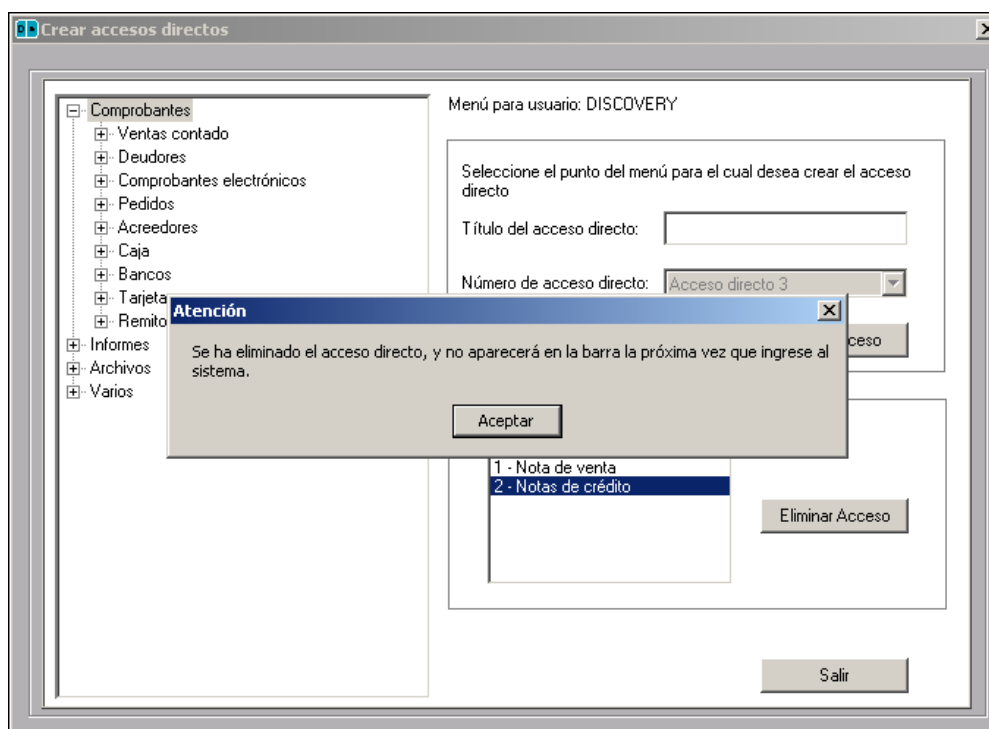 Crear accesos directos
Comprobantes
Ventas contado
Deudores
Comprobantes electrónicos
Pedidos
Acreedores
Caja
Bancos
Tarjeta
Remito
Informes
Archivos
Varios
Menú para usuario: DISCOVERY
Seleccione el punto del menú para el cual desea crear el acceso
directo
Título del acceso directo:
Número de acceso directo: Acceso directo 3
ceso
Atención
Se ha eliminado el acceso directo, y no aparecerá en la barra la próxima vez que ingrese al
sistema.
Aceptar
1 - Nota de venta
2 - Notas de crédito
Eliminar Acceso
Salir